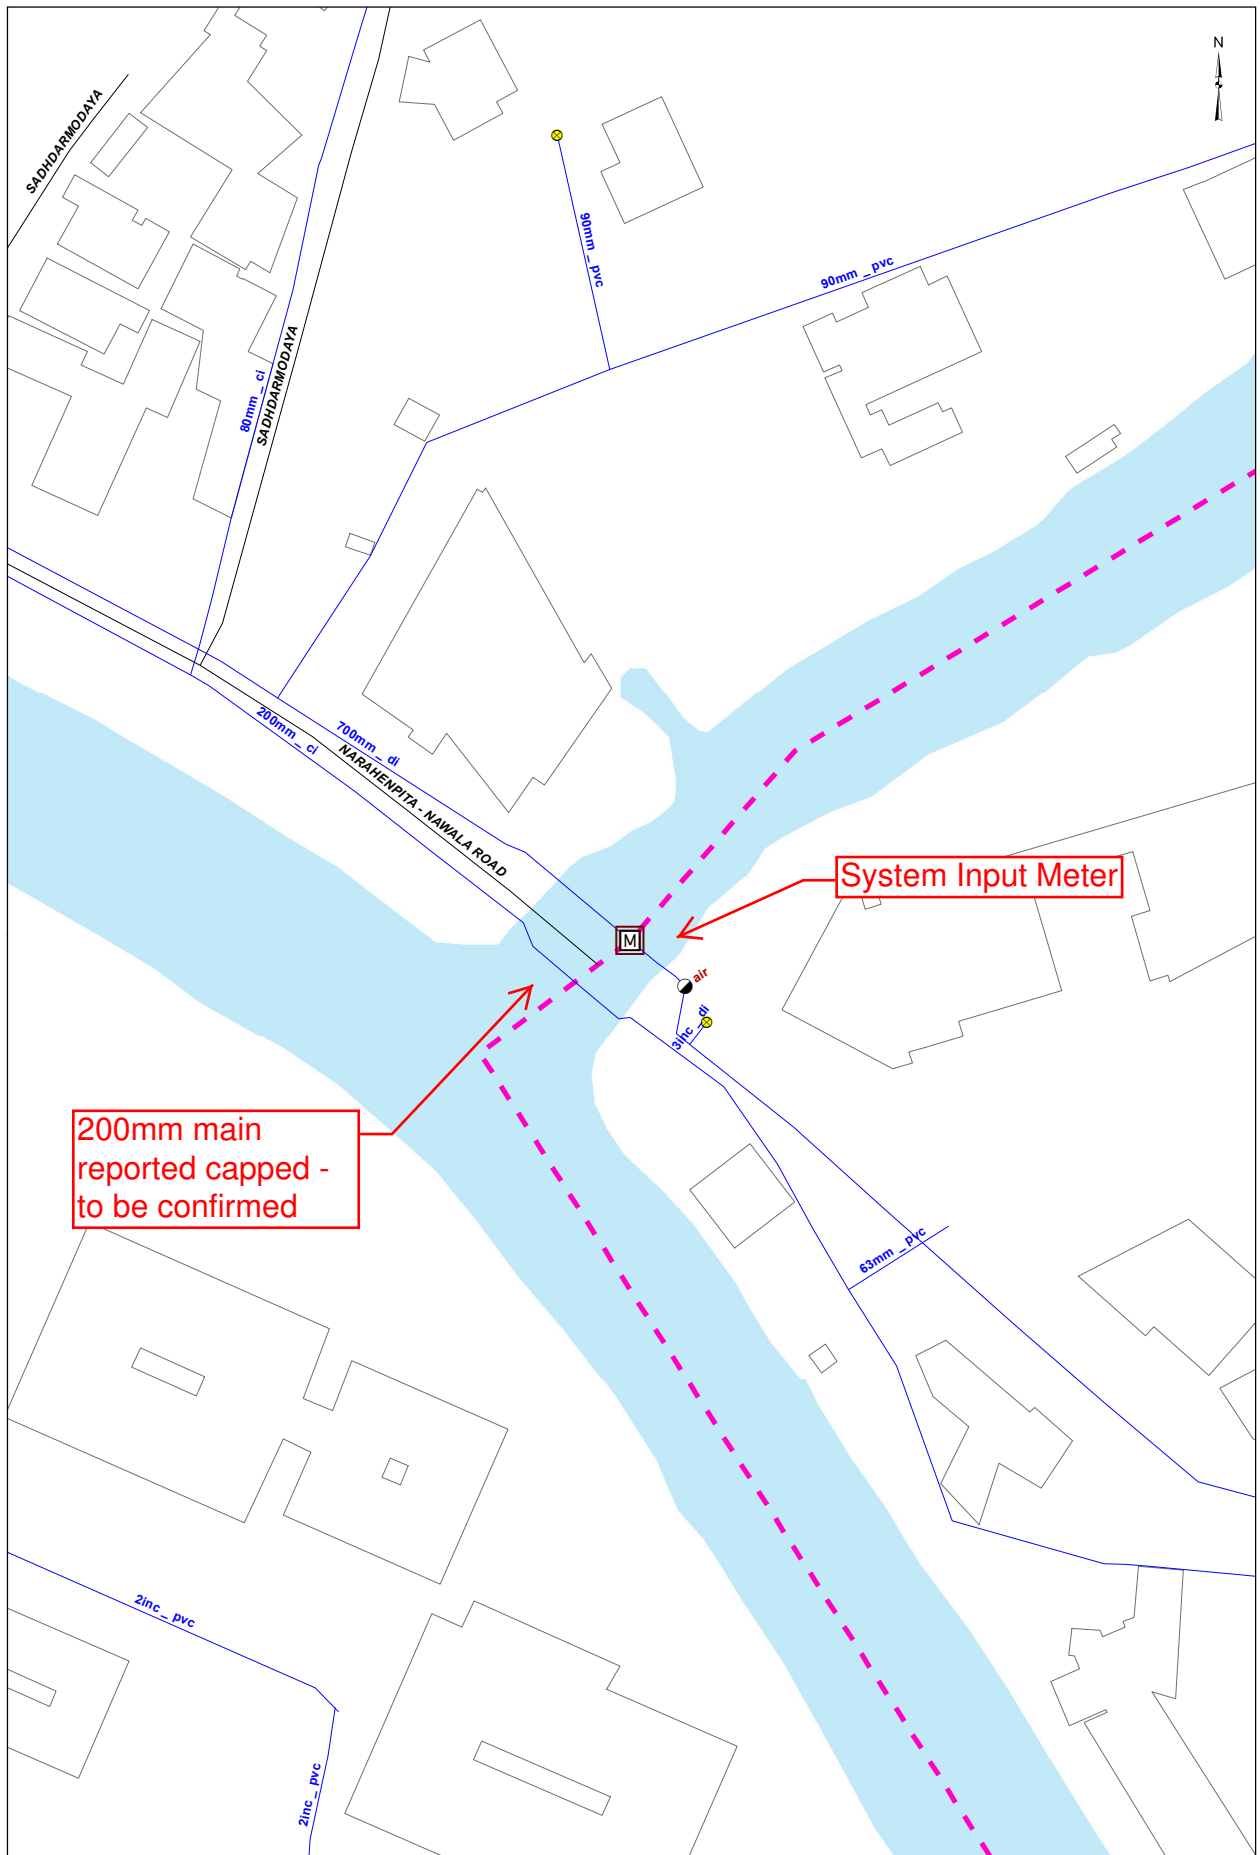 N
SADHDARMODAYA
90mm _ pvc
90mm _ pvc
80mm _ ci
SADHDARMODAYA
200mm _ ci
700mm _ di
NARAHENPITA - NAWALA ROAD
System Input Meter
M
air
3inc _ di
200mm main
reported capped -
to be confirmed
63mm _ pvc
2inc _ pvc
2inc _ pvc